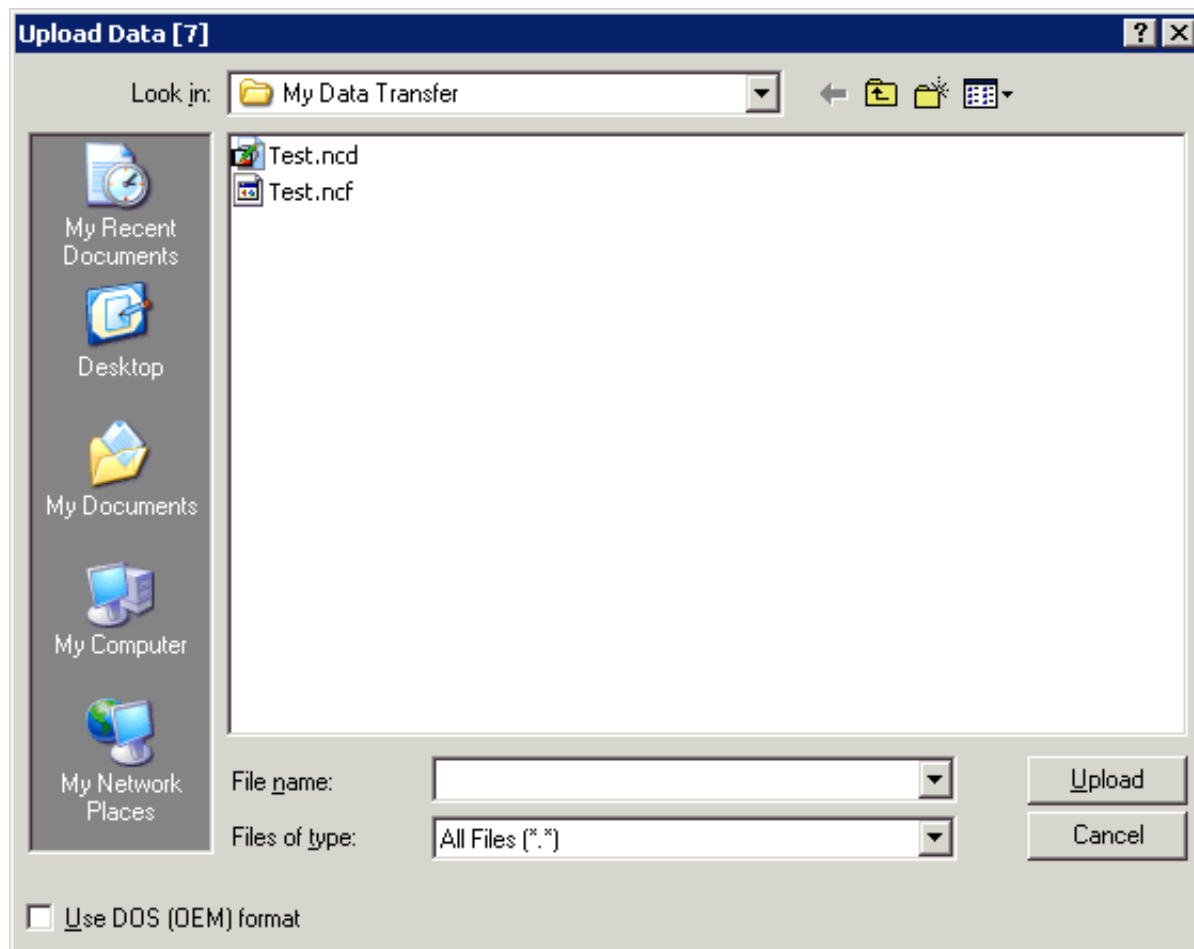 Upload Data [7]
Look in: My Data Transfer
Test.ncd
Test.ncf
My Recent
Documents
Desktop
My Documents
My Computer
My Network
Places
File name:
Upload
Files of type: All Files (*.*)
Cancel
Use DOS (OEM) format